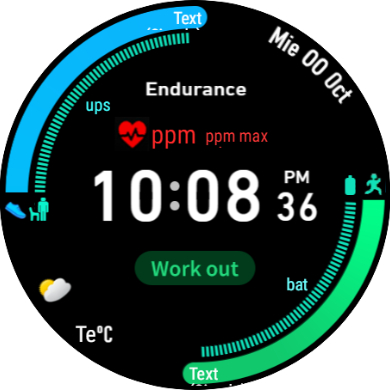 Text
Mie 00 Oct
Endurance
ups
ppm ppm max
10:08 PM 36
Work out
bat
Te°C
Text